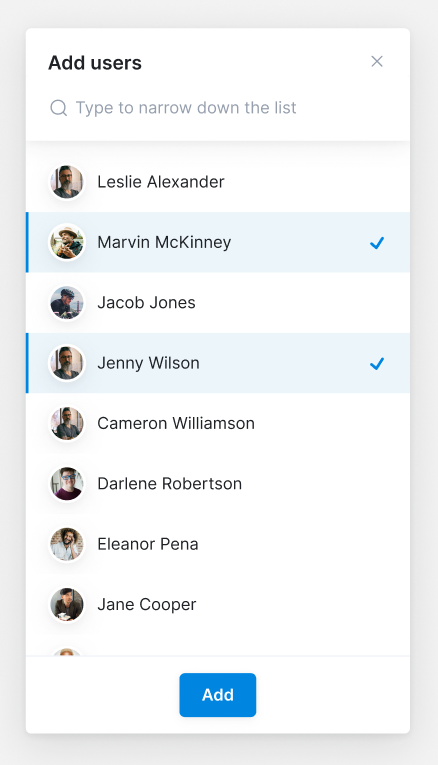 Add users
Type to narrow down the list
Leslie Alexander
Marvin McKinney
Jacob Jones
Jenny Wilson
Cameron Williamson
Darlene Robertson
Eleanor Pena
Jane Cooper
Add